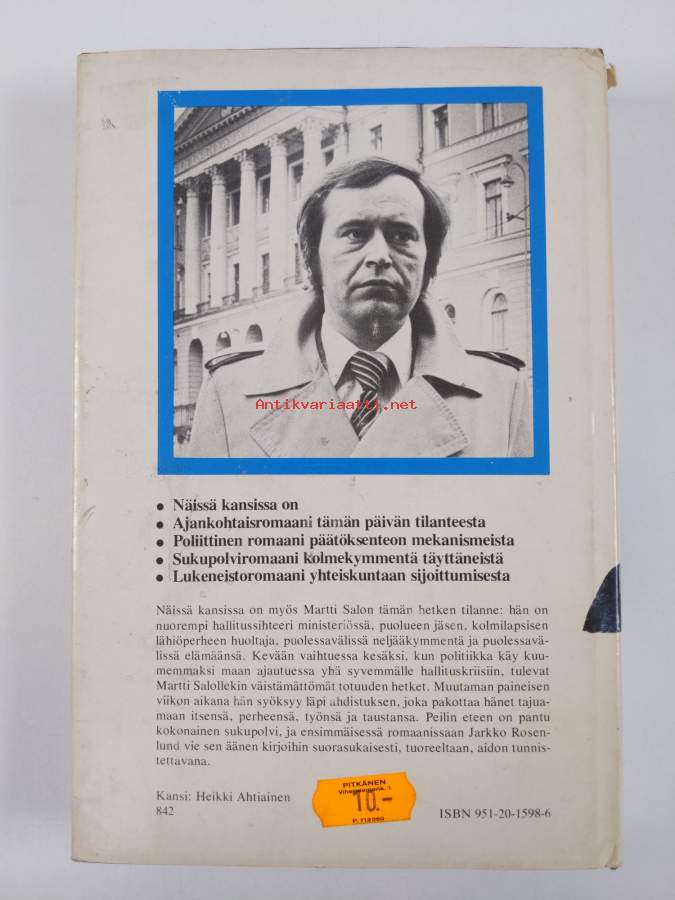 Antikvariaatti.net
• Näissä kansissa on
• Ajankohtaisromaani tämän päivän tilanteesta
• Poliittinen romaani päätöksenteon mekanismeista
• Sukupolviromaani kolmekymmentä täyttäneistä
• Lukeneistoromaani yhteiskuntaan sijoittumisesta
Näissä kansissa on myös Martti Salon tämän hetken tilanne: hän on
nuorempi hallitussihteeri ministeriössä, puolueen jäsen, kolmilapsisen
lähiöperheen huoltaja, puolessavälissä neljääkymmentä ja puolessavä-
lissä elämäänsä. Kevään vaihtuessa kesäksi, kun politiikka käy kuu-
memmaksi maan ajautuessa yhä syvemmälle hallituskriisiin, tulevat
Martti Salollekin väistämättömät totuuden hetket. Muutaman paineisen
viikon aikana hän syöksyy läpi ahdistuksen, joka pakottaa hänet tajua-
maan itsensä, perheensä, työnsä ja taustansa. Peilin eteen on pantu
kokonainen sukupolvi, ja ensimmäisessä romaanissaan Jarkko Rosen-
lund vie sen äänen kirjoihin suorasukaisesti, tuoreeltaan, aidon tunnis-
tettavana.
Kansi: Heikki Ahtiainen
842
PITKÄNEN
10.-
ISBN 951-20-1598-6